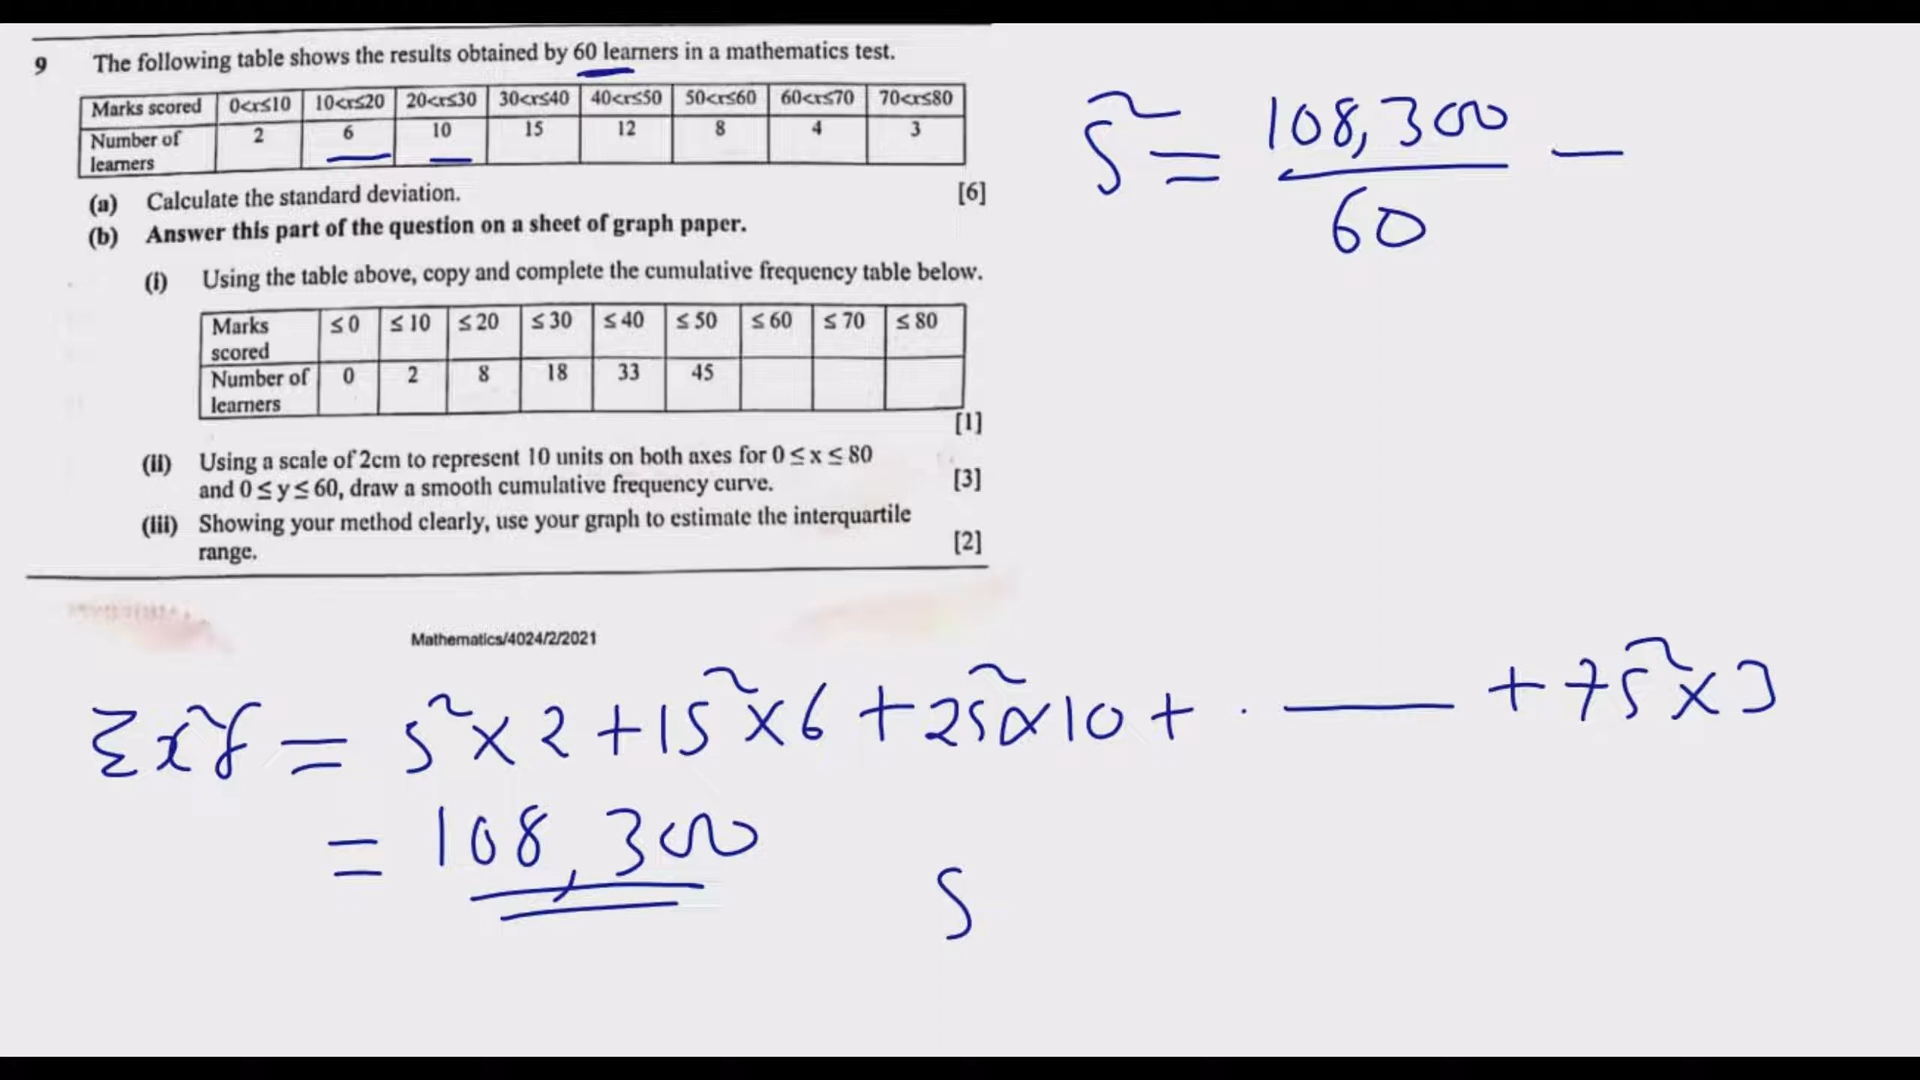 9 The following table shows the results obtained by 60 learners in a mathematics test.
Marks scored 0<x≤10 10<x≤20 20<x≤30 30<x≤40 40<x≤50 50<x≤60 60<x≤70 70<x≤80
Number of learners 2 6 10 15 12 8 4 3
(a) Calculate the standard deviation. [6]
(b) Answer this part of the question on a sheet of graph paper.
(i) Using the table above, copy and complete the cumulative frequency table below.
Marks scored ≤ 0 ≤ 10 ≤ 20 ≤ 30 ≤ 40 ≤ 50 ≤ 60 ≤ 70 ≤ 80
Number of learners 0 2 8 18 33 45
[1]
(ii) Using a scale of 2cm to represent 10 units on both axes for 0 ≤ x ≤ 80
and 0 ≤ y ≤ 60, draw a smooth cumulative frequency curve. [3]
(iii) Showing your method clearly, use your graph to estimate the interquartile
range. [2]
Mathematics/4024/2/2021
S² = 108,300 / 60 −
Σx²f = 5² × 2 + 15² × 6 + 25² × 10 + . — + 75² × 3
= 108,300
S